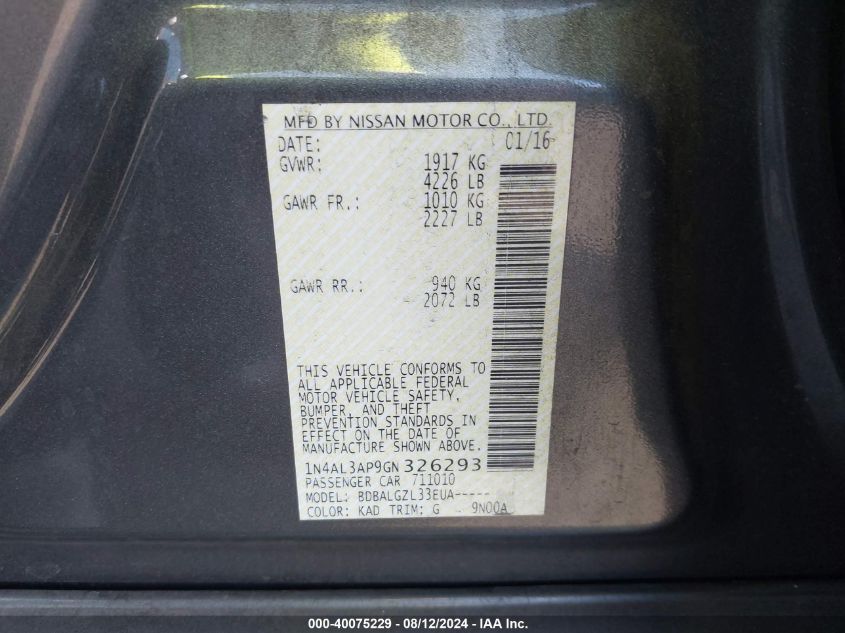 MFD BY NISSAN MOTOR CO., LTD.
DATE: 01/16
GVWR: 1917 KG
4226 LB
GAWR FR.: 1010 KG
2227 LB
GAWR RR.: 940 KG
2072 LB
THIS VEHICLE CONFORMS TO
ALL APPLICABLE FEDERAL
MOTOR VEHICLE SAFETY,
BUMPER, AND THEFT
PREVENTION STANDARDS IN
EFFECT ON THE DATE OF
MANUFACTURE SHOWN ABOVE.
1N4AL3AP9GN326293
PASSENGER CAR 711010
MODEL: BDBALGZL33EUA-----
COLOR: KAD TRIM: G 9N00A
000-40075229 - 08/12/2024 - IAA Inc.